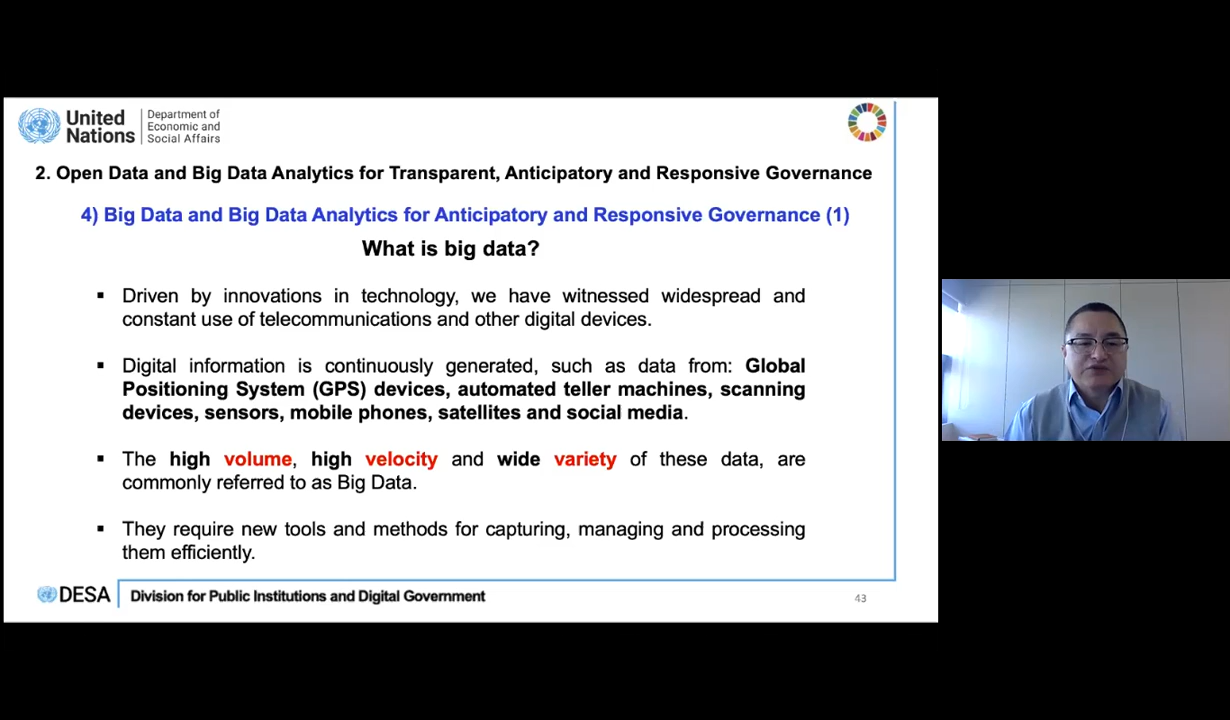 United
Nations
Department of
Economic and
Social Affairs
2. Open Data and Big Data Analytics for Transparent, Anticipatory and Responsive Governance
4) Big Data and Big Data Analytics for Anticipatory and Responsive Governance (1)
What is big data?
▪ Driven by innovations in technology, we have witnessed widespread and
constant use of telecommunications and other digital devices.
▪ Digital information is continuously generated, such as data from: Global
Positioning System (GPS) devices, automated teller machines, scanning
devices, sensors, mobile phones, satellites and social media.
▪ The high volume, high velocity and wide variety of these data, are
commonly referred to as Big Data.
▪ They require new tools and methods for capturing, managing and processing
them efficiently.
DESA Division for Public Institutions and Digital Government
43